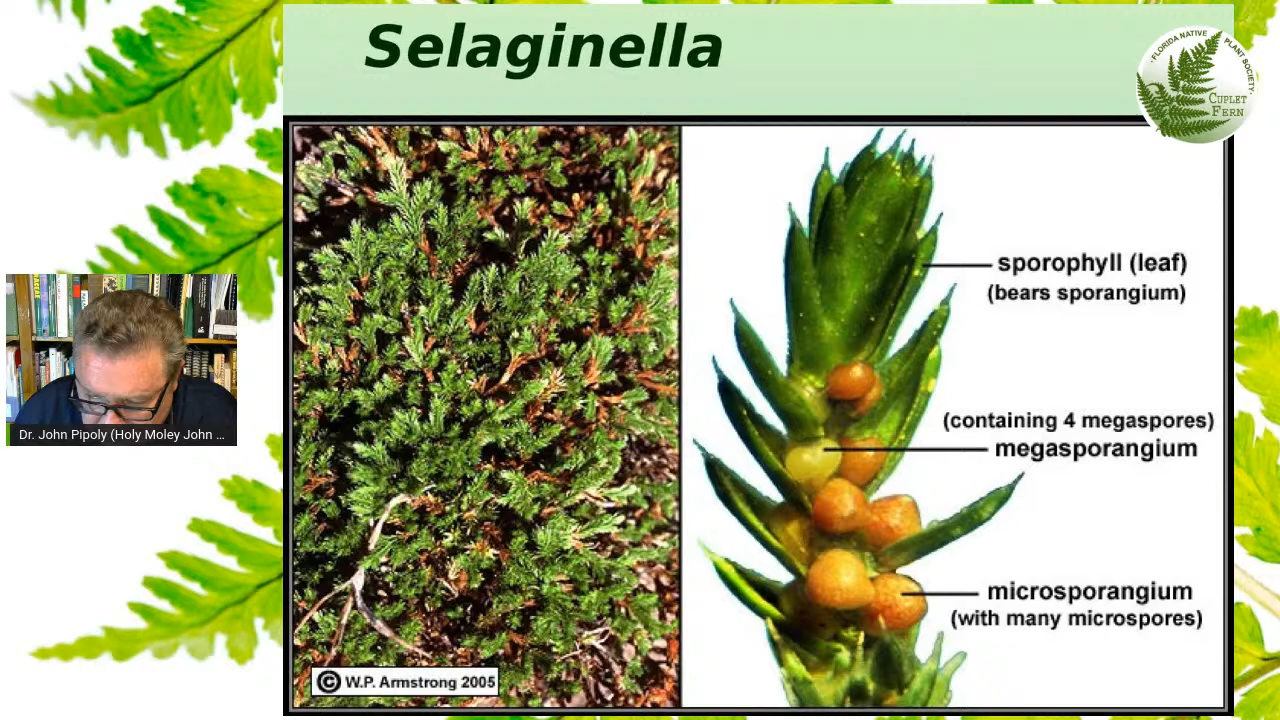 Selaginella
·FLORIDA NATIVE PLANT SOCIETY·
CUPLET
FERN
sporophyll (leaf)
(bears sporangium)
(containing 4 megaspores)
megasporangium
microsporangium
(with many microspores)
Dr. John Pipoly (Holy Moley John ...
© W.P. Armstrong 2005